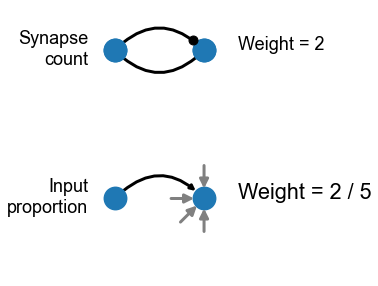 Synapse
count
Weight = 2
Input
proportion
Weight = 2 / 5